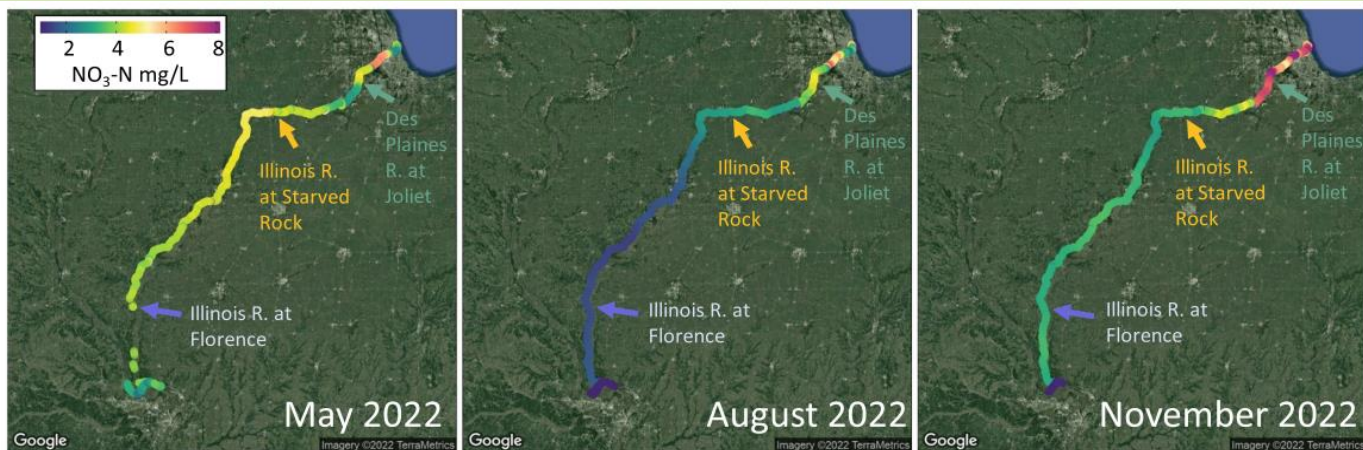 2 4 6 8
NO₃-N mg/L
Des
Plaines
R. at
Joliet
Illinois R.
at Starved
Rock
Illinois R. at
Florence
May 2022
Google
Imagery ©2022 TerraMetrics
Des
Plaines
R. at
Joliet
Illinois R.
at Starved
Rock
Illinois R. at
Florence
August 2022
Google
Imagery ©2022 TerraMetrics
Des
Plaines
R. at
Joliet
Illinois R.
at Starved
Rock
Illinois R. at
Florence
November 2022
Google
Imagery ©2022 TerraMetrics